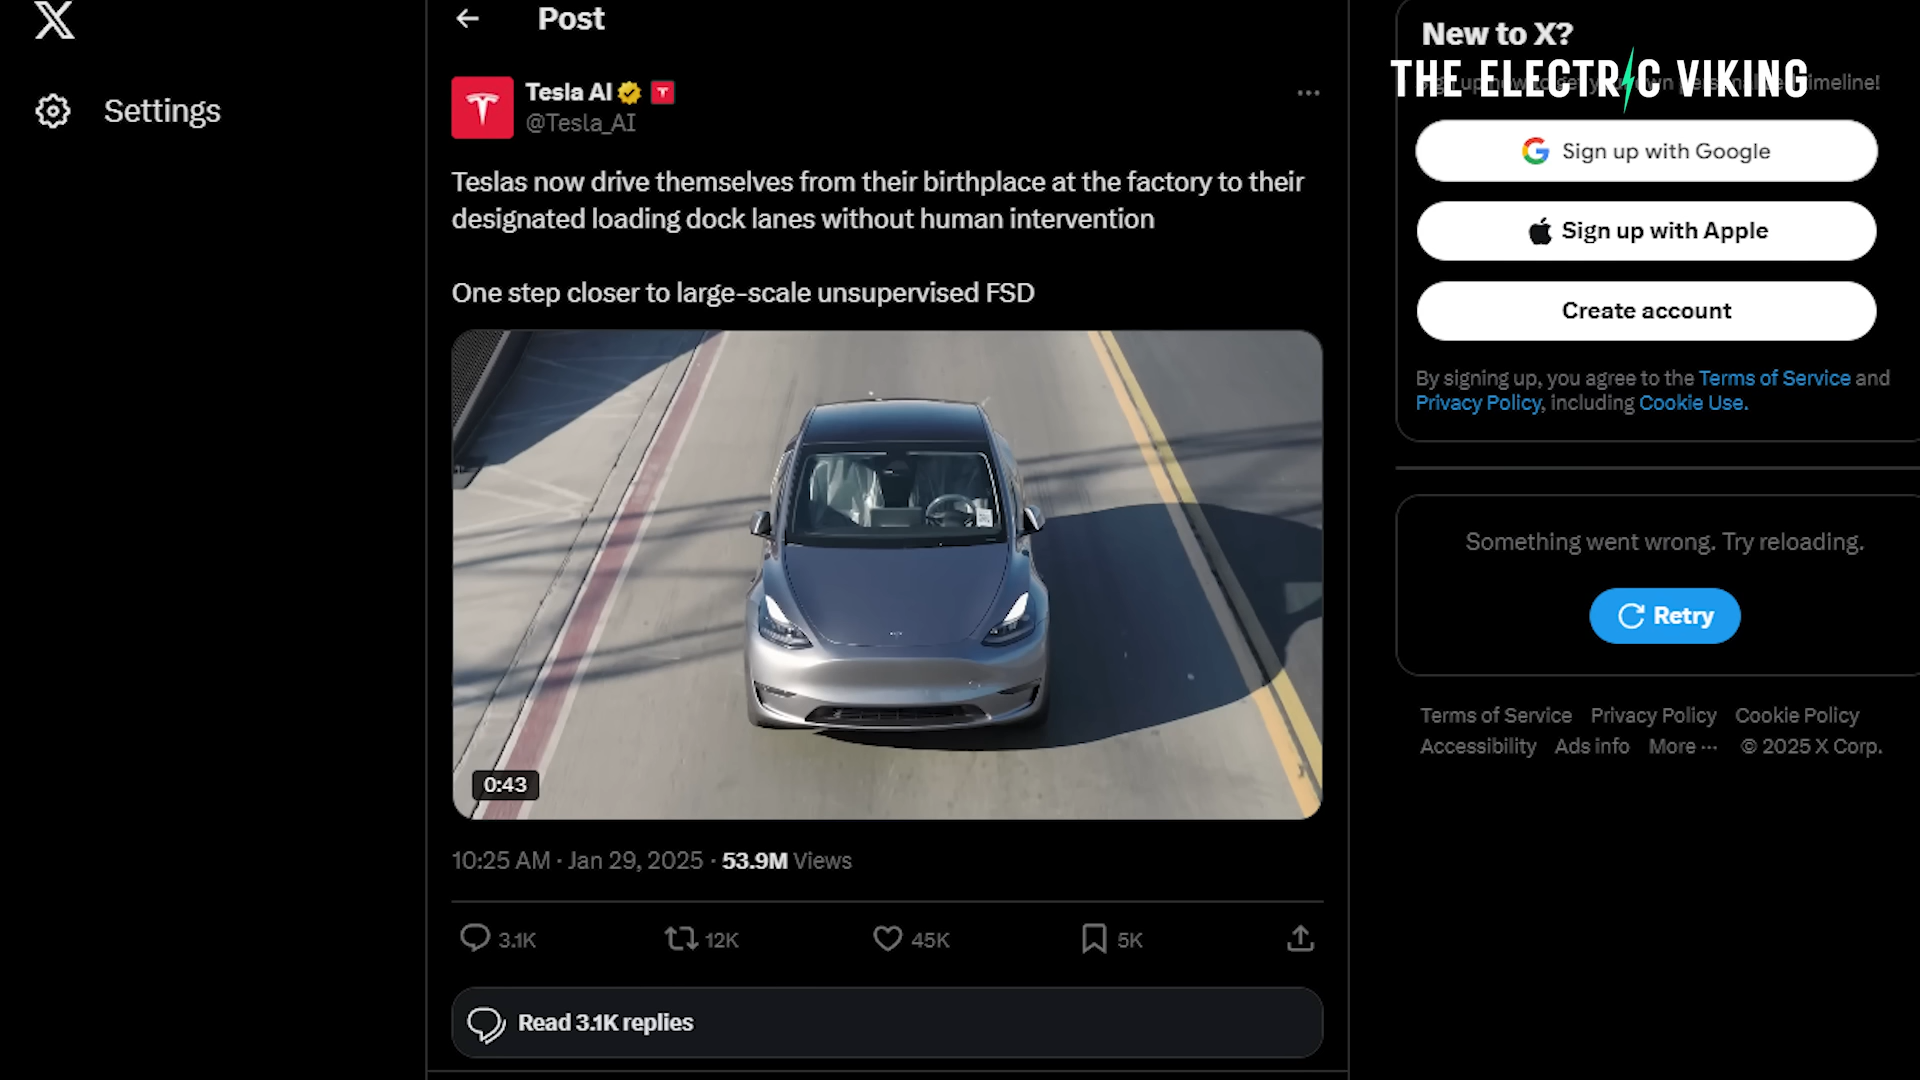 Settings
Post
Tesla AI
@Tesla_AI
Teslas now drive themselves from their birthplace at the factory to their
designated loading dock lanes without human intervention
One step closer to large-scale unsupervised FSD
0:43
10:25 AM · Jan 29, 2025 · 53.9M Views
3.1K 12K 45K 5K
Read 3.1K replies
New to X?
THE ELECTRIC VIKING
timeline!
Sign up with Google
Sign up with Apple
Create account
By signing up, you agree to the Terms of Service and
Privacy Policy, including Cookie Use.
Something went wrong. Try reloading.
Retry
Terms of Service Privacy Policy Cookie Policy
Accessibility Ads info More ··· © 2025 X Corp.